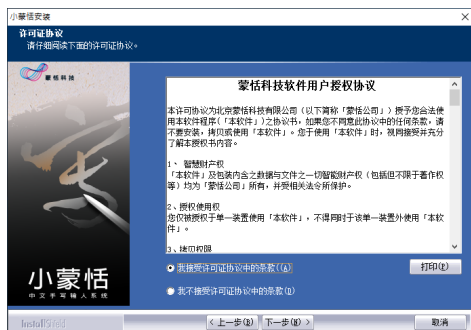 小蒙恬安装
许可证协议
请仔细阅读下面的许可证协议。
蒙恬科技
蒙恬科技软件用户授权协议
本许可协议为北京蒙恬科技有限公司（以下简称「蒙恬公司」）授予您合法使
用本软件程序（「本软件」）之协议书，如果您不同意此协议中的任何条款，请
不要安装，拷贝或使用「本软件」。您于使用「本软件」时，视同接受并充分
了解本授权书内容。
1、 智慧财产权
「本软件」及包装内含之数据与文件之一切智能财产权（包括但不限于著作权
等）均为「蒙恬公司」所有，并受相关法令所保护。
2、授权使用权
您仅被授权于单一装置使用「本软件」，不得同时于该单一装置外使用「本软
件」。
3、拷贝权限
我接受许可证协议中的条款((A)
我不接受许可证协议中的条款(D)
打印(P)
小蒙恬
中文手写输入系统
InstallShield
< 上一步(B)
下一步(N) >
取消